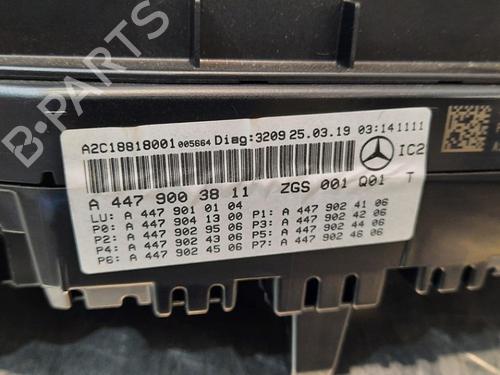 A2C18818001 005664 Diag:3209 25.03.19 03:141111
IC2
A 447 900 38 11 ZGS 001 Q01 T
LU: A 447 901 01 04
P0: A 447 904 13 00 P1: A 447 902 41 06
P2: A 447 902 95 06 P3: A 447 902 42 06
P4: A 447 902 43 06 P5: A 447 902 44 06
P6: A 447 902 45 06 P7: A 447 902 46 06
B-PARTS